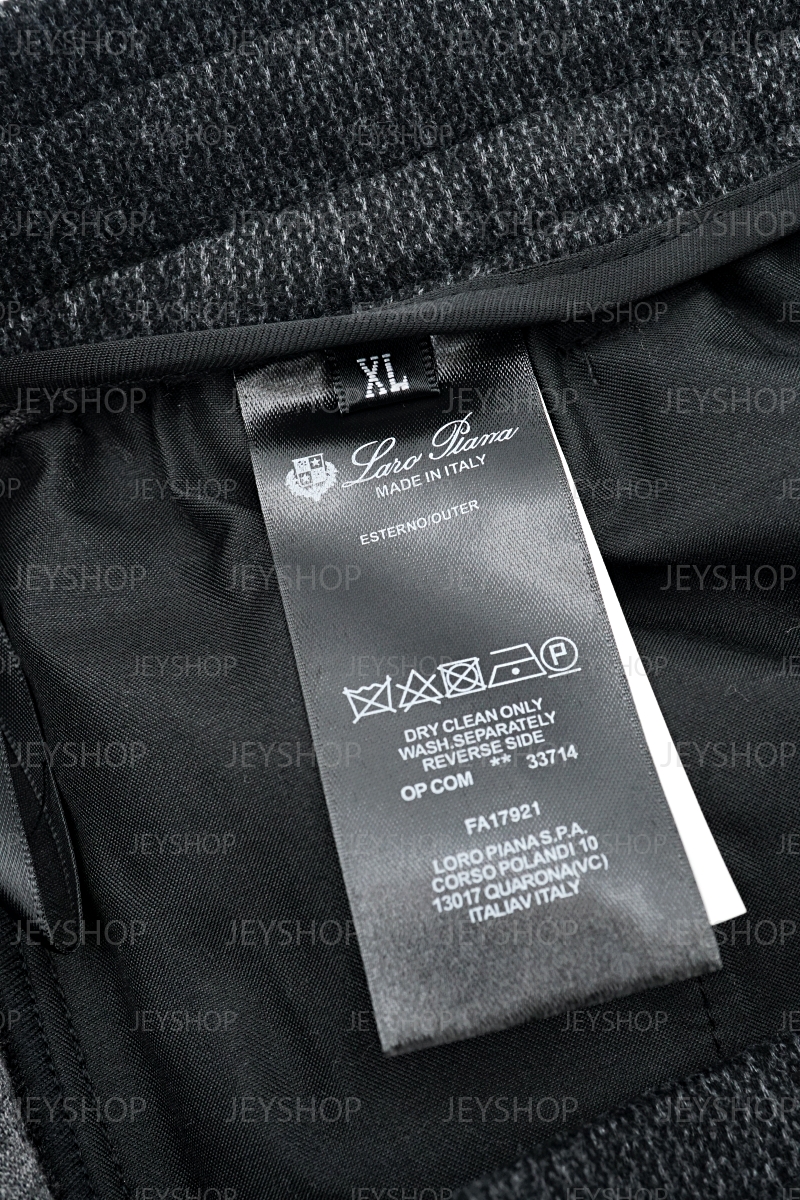 XL
Laro Piana
MADE IN ITALY
ESTERNO/OUTER
P
DRY CLEAN ONLY
WASH.SEPARATELY
REVERSE SIDE
OP COM ** 33714
FA17921
LORO PIANA S.P.A.
CORSO POLANDI 10
13017 QUARONA(VC)
ITALIAV ITALY
JEYSHOP